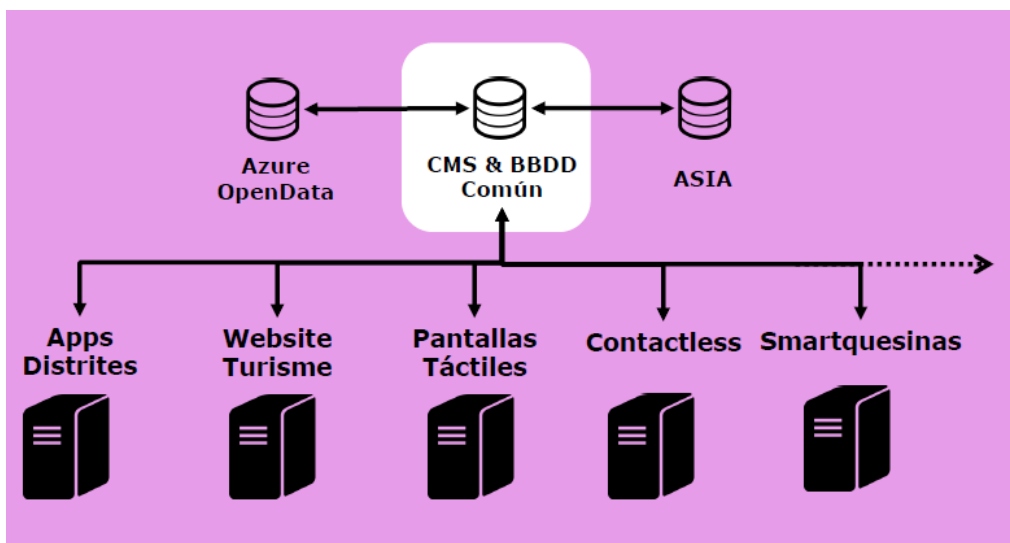 Azure
OpenData
CMS & BBDD
Común
ASIA
Apps
Distrites
Website
Turisme
Pantallas
Táctiles
Contactless
Smartquesinas